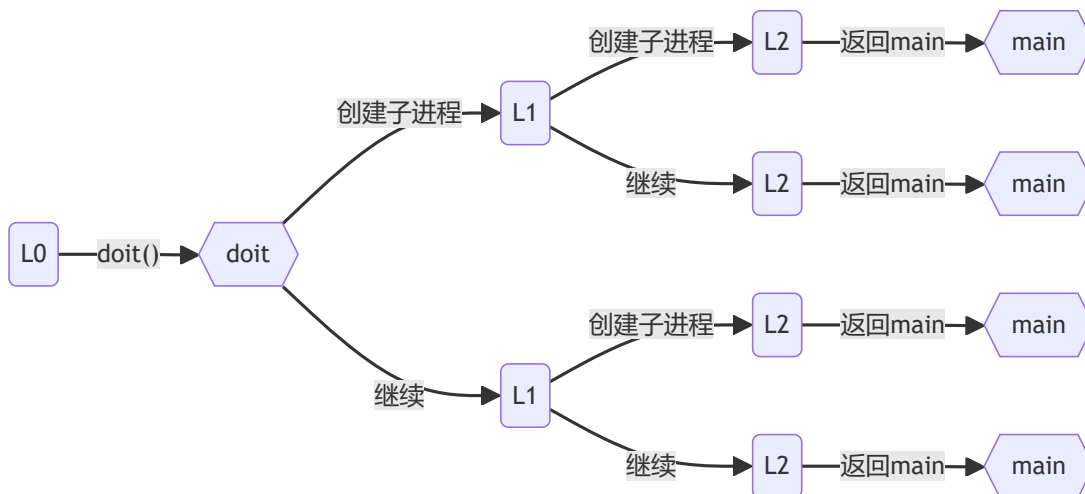 创建子进程 L2 返回main main
创建子进程 L1
继续 L2 返回main main
L0 doit() doit
创建子进程 L2 返回main main
继续 L1
继续 L2 返回main main